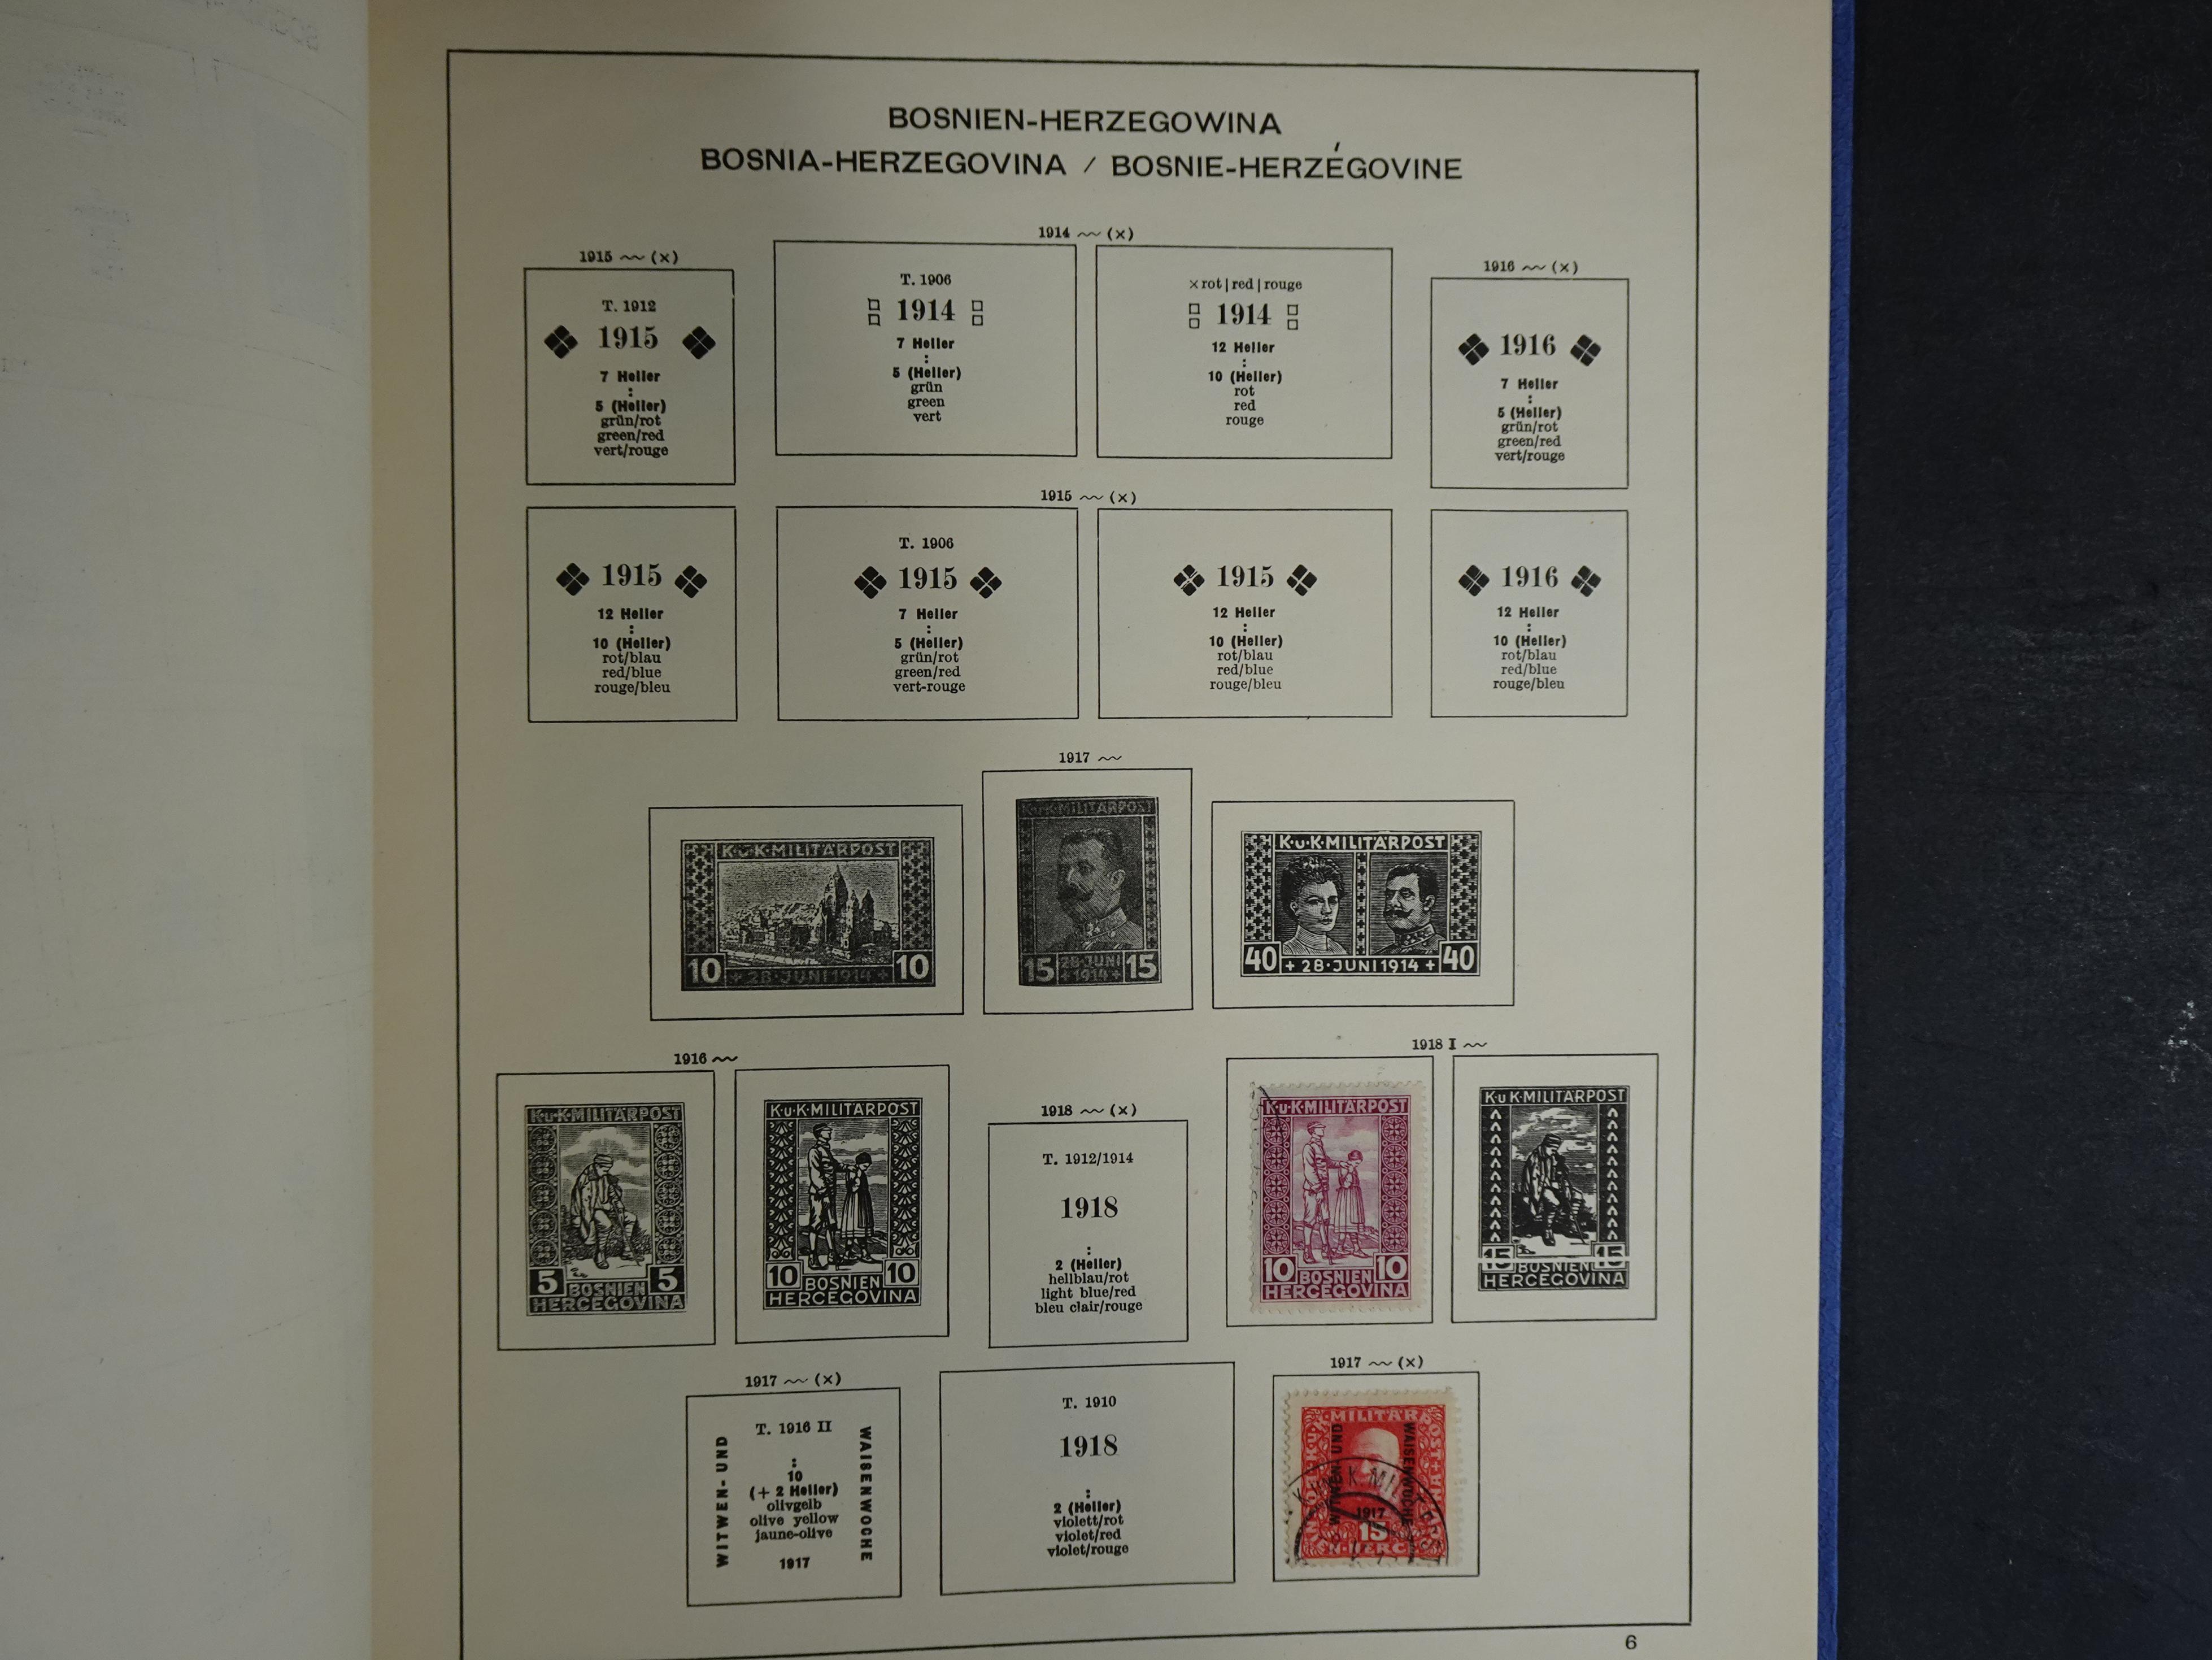 BOSNIEN-HERZEGOWINA
BOSNIA-HERZEGOVINA / BOSNIE-HERZÉGOVINE
1915 ~~ (×)
T. 1912
1915
7 Heller
:
5 (Heller)
grün/rot
green/red
vert/rouge
1914 ~~ (×)
T. 1906
1914
7 Heller
:
5 (Heller)
grün
green
vert
× rot | red | rouge
1914
12 Heller
:
10 (Heller)
rot
red
rouge
1916 ~~ (×)
1916
7 Heller
:
5 (Heller)
grün/rot
green/red
vert/rouge
1915
12 Heller
:
10 (Heller)
rot/blau
red/blue
rouge/bleu
1915 ~~ (×)
T. 1906
1915
7 Heller
:
5 (Heller)
grün/rot
green/red
vert-rouge
1915
12 Heller
:
10 (Heller)
rot/blau
red/blue
rouge/bleu
1916
12 Heller
:
10 (Heller)
rot/blau
red/blue
rouge/bleu
1917 ~~
K·u·K·MILITÄRPOST
10 + 28·JUNI 1914 + 10
K·u·K·MILITÄRPOST
15 28·JUNI 15
+ 1914 +
K·u·K·MILITÄRPOST
40 + 28·JUNI 1914 + 40
1916 ~~
K·u·K·MILITÄRPOST
5 BOSNIEN 5
HERCEGOVINA
K·u·K·MILITÄRPOST
10 BOSNIEN 10
HERCEGOVINA
1918 ~~ (×)
T. 1912/1914
1918
:
2 (Heller)
hellblau/rot
light blue/red
bleu clair/rouge
1918 I ~~
K·u·K·MILITÄRPOST
10 BOSNIEN 10
HERCEGOVINA
K·u·K·MILITÄRPOST
15 BOSNIEN 15
HERCEGOVINA
1917 ~~ (×)
WITWEN- UND
T. 1916 II
:
10
(+ 2 Heller)
olivgelb
olive yellow
jaune-olive
1917
WAISENWOCHE
T. 1910
1918
:
2 (Heller)
violett/rot
violet/red
violet/rouge
1917 ~~ (×)
WITWEN- UND
WAISENWOCHE
1917
15
6